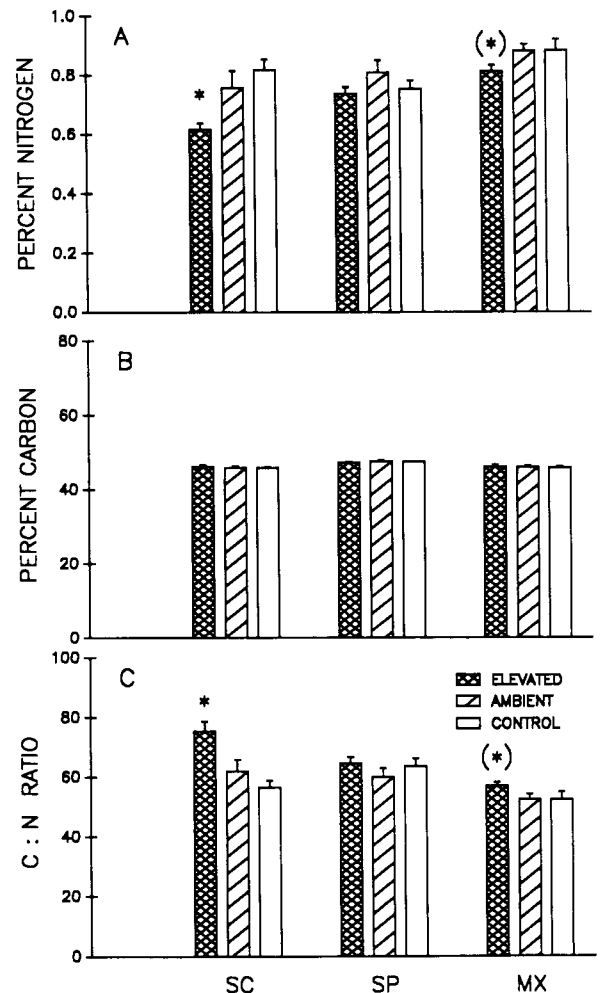 A
PERCENT NITROGEN
1.0
0.8
0.6
0.4
0.2
0.0
*
(*)
B
PERCENT CARBON
80
60
40
20
0
C
C : N RATIO
100
80
60
40
20
0
*
(*)
ELEVATED
AMBIENT
CONTROL
SC SP MX